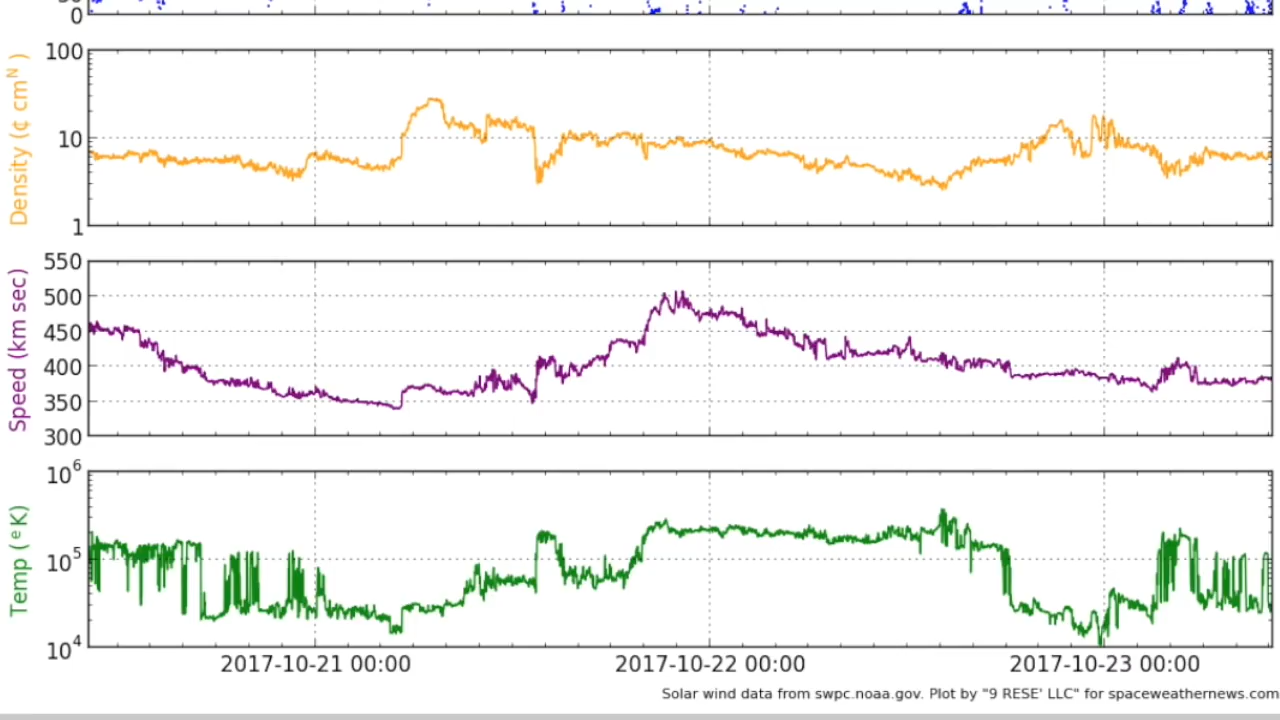 0
Density (¢ cm^N)
100
10
1
Speed (km sec)
550
500
450
400
350
300
Temp (ᵉK)
10⁶
10⁵
10⁴
2017-10-21 00:00 2017-10-22 00:00 2017-10-23 00:00
Solar wind data from swpc.noaa.gov. Plot by "9 RESE' LLC" for spaceweathernews.com